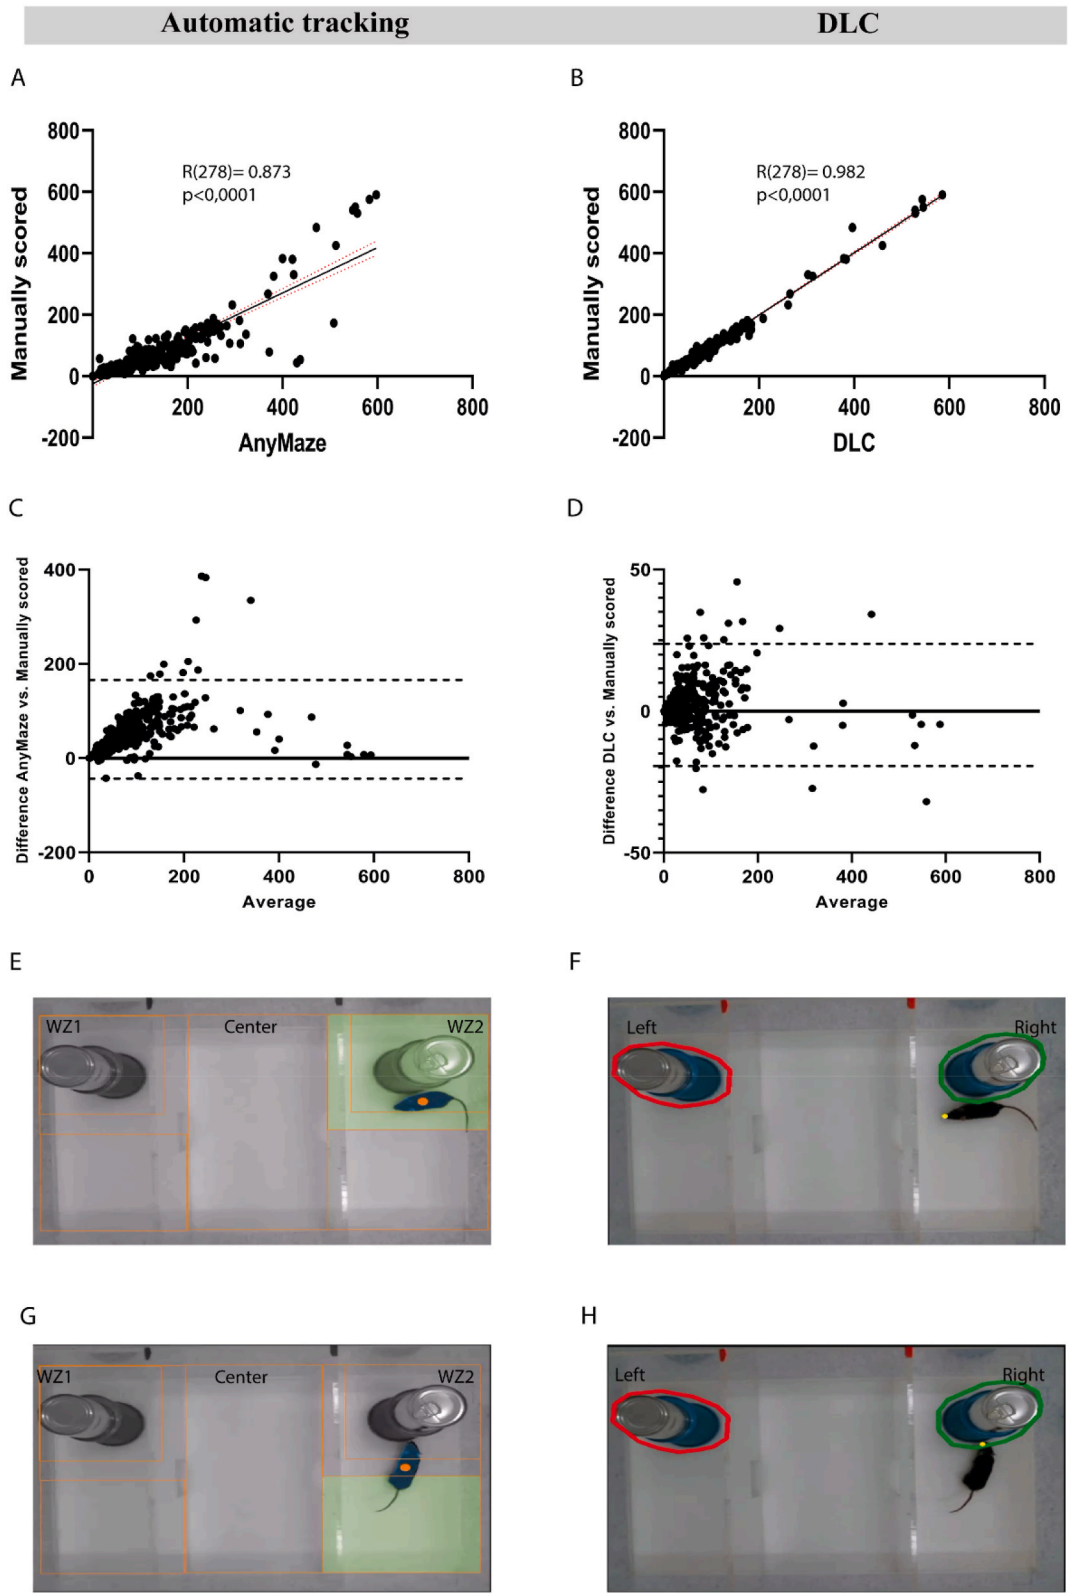 Automatic tracking
DLC
A
B
800
600
400
200
0
-200
Manually scored
R(278)= 0.873
p<0,0001
200
400
600
800
AnyMaze
800
600
400
200
0
-200
Manually scored
R(278)= 0.982
p<0,0001
200
400
600
800
DLC
C
D
400
200
0
-200
Difference AnyMaze vs. Manually scored
0
200
400
600
800
Average
50
0
-50
Difference DLC vs. Manually scored
0
200
400
600
800
Average
E
F
WZ1
Center
WZ2
Left
Right
G
H
WZ1
Center
WZ2
Left
Right